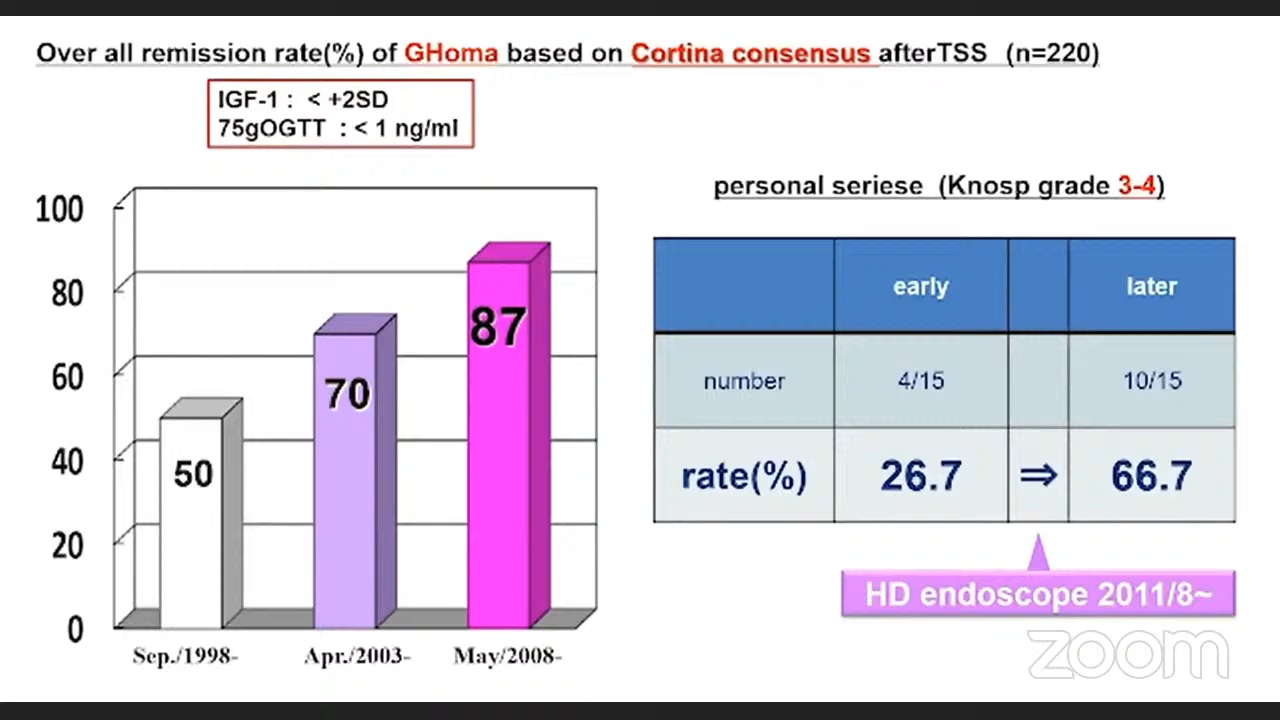 Over all remission rate(%) of GHoma based on Cortina consensus afterTSS (n=220)
IGF-1 : < +2SD
75gOGTT : < 1 ng/ml
100
80
60
40
20
0
50
70
87
Sep./1998-
Apr./2003-
May/2008-
personal seriese (Knosp grade 3-4)
early later
number 4/15 10/15
rate(%) 26.7 ⇒ 66.7
HD endoscope 2011/8~
zoom